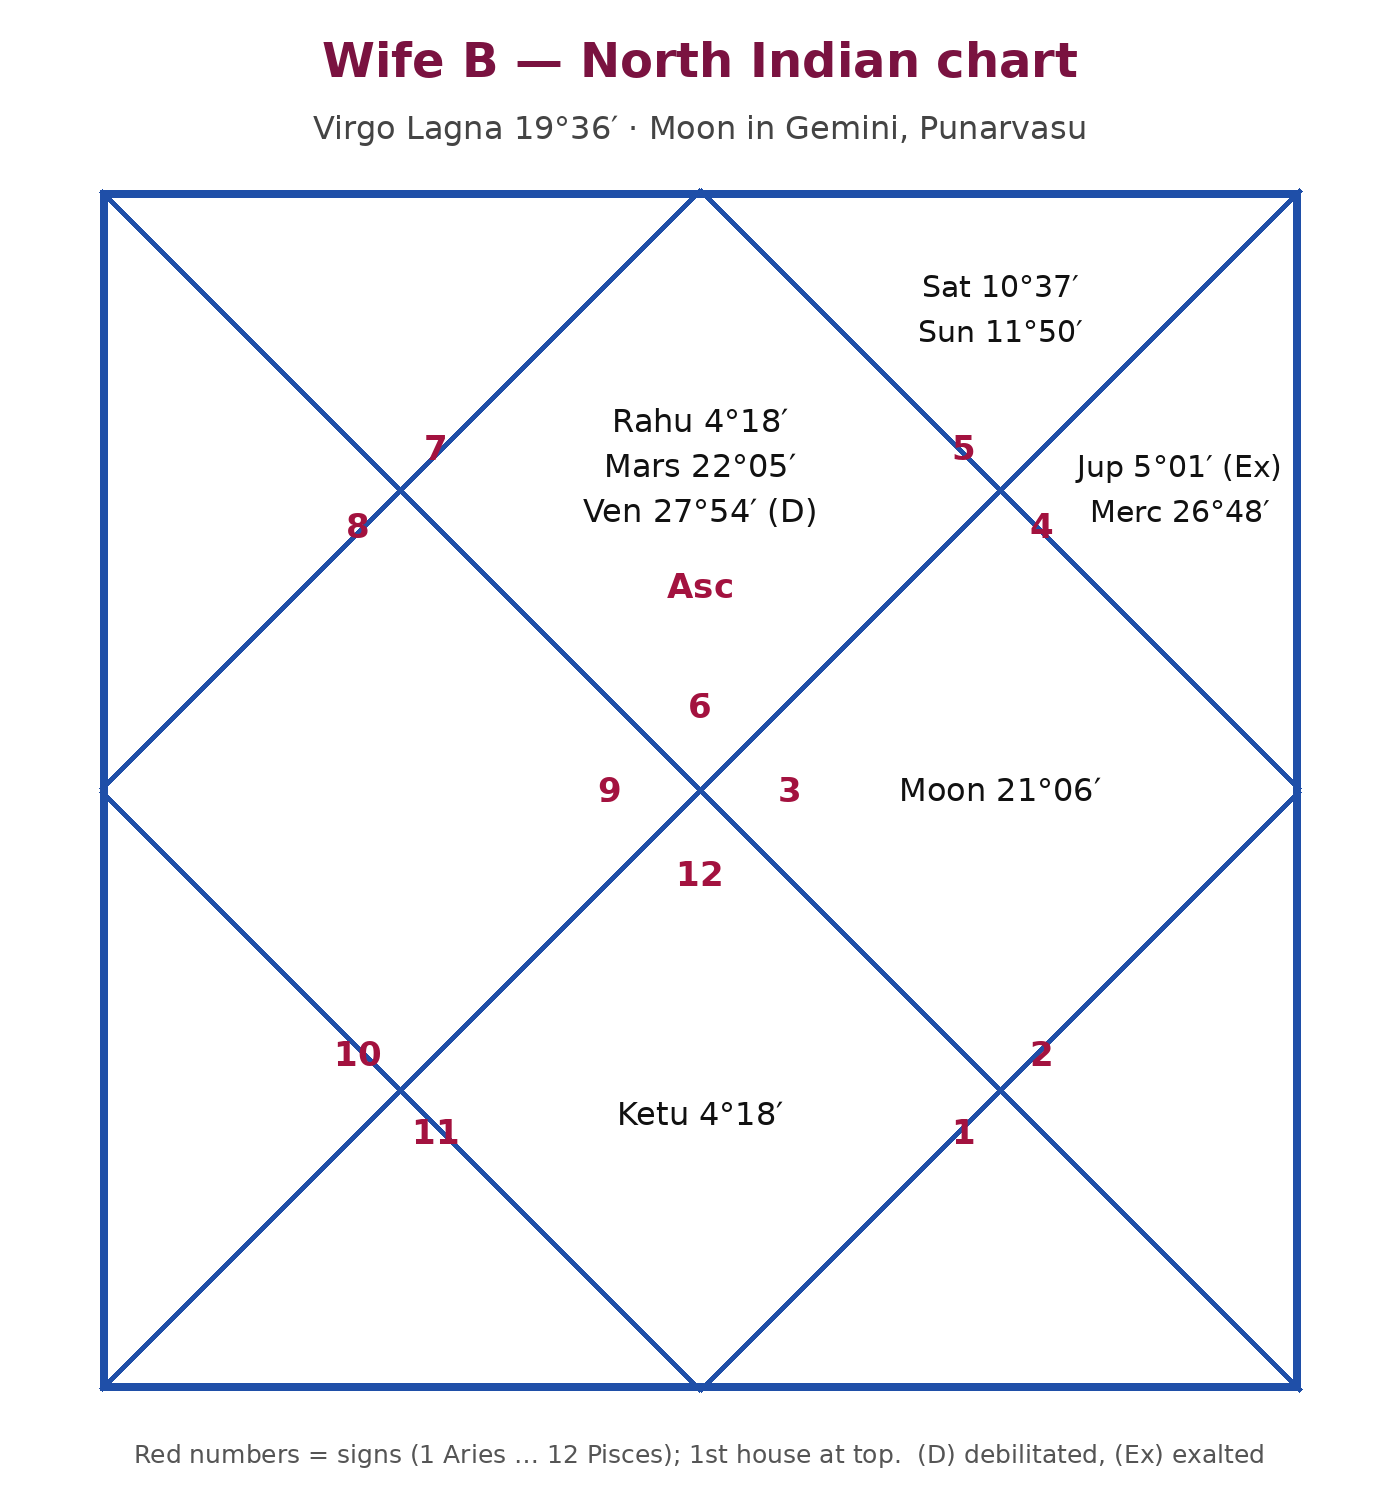 Wife B — North Indian chart
Virgo Lagna 19°36′ · Moon in Gemini, Punarvasu
Sat 10°37′
Sun 11°50′
Rahu 4°18′
Mars 22°05′
Ven 27°54′ (D)
Asc
6
7
5
Jup 5°01′ (Ex)
Merc 26°48′
8
4
9
3
Moon 21°06′
12
10
2
11
Ketu 4°18′
1
Red numbers = signs (1 Aries … 12 Pisces); 1st house at top.  (D) debilitated, (Ex) exalted